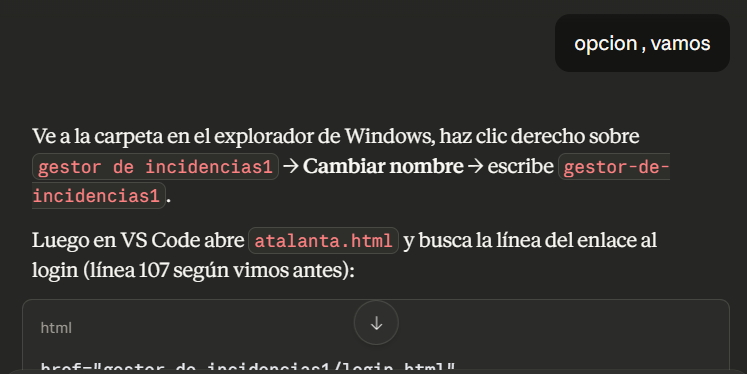 opcion , vamos
Ve a la carpeta en el explorador de Windows, haz clic derecho sobre
gestor de incidencias1 → Cambiar nombre → escribe gestor-de-
incidencias1.
Luego en VS Code abre atalanta.html y busca la línea del enlace al
login (línea 107 según vimos antes):
html
href="gestor de incidencias1/login.html"